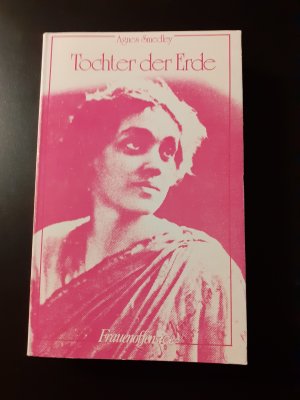 Agnes Smedley
Tochter der Erde
Frauenoffensive